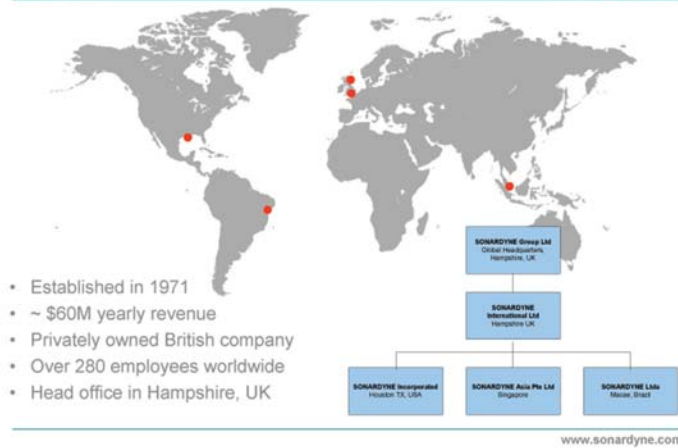 SONARDYNE Group Ltd
Global Headquarters,
Hampshire, UK
• Established in 1971
• ~ $60M yearly revenue
• Privately owned British company
• Over 280 employees worldwide
• Head office in Hampshire, UK
SONARDYNE
International Ltd
Hampshire UK
SONARDYNE Incorporated
Houston TX, USA
SONARDYNE Asia Pte Ltd
Singapore
SONARDYNE Ltda
Macae, Brazil
www.sonardyne.com